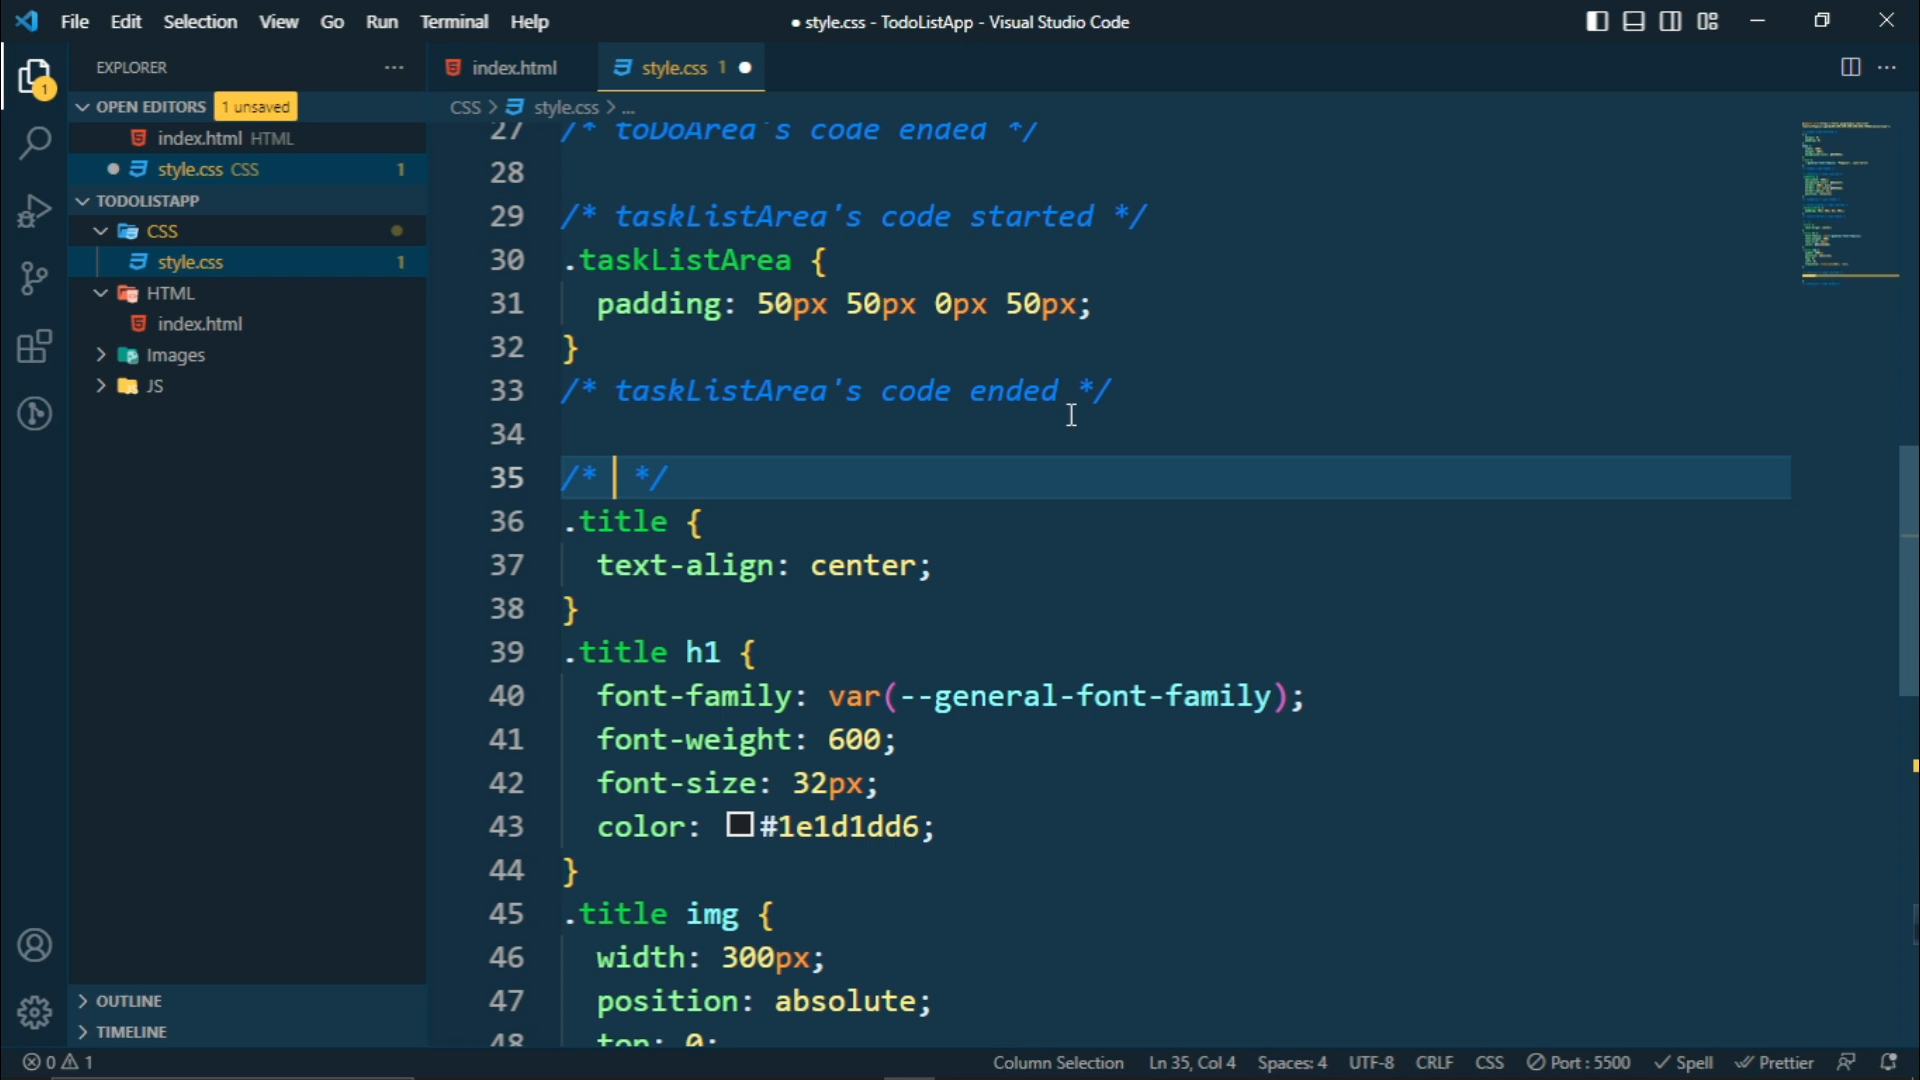 File Edit Selection View Go Run Terminal Help
● style.css - TodoListApp - Visual Studio Code
EXPLORER
1
OPEN EDITORS 1 unsaved
index.html HTML
style.css CSS 1
TODOLISTAPP
CSS
style.css 1
HTML
index.html
Images
JS
OUTLINE
TIMELINE
index.html
style.css 1
CSS > style.css > ...
27 /* toDoArea's code ended */
28
29 /* taskListArea's code started */
30 .taskListArea {
31 padding: 50px 50px 0px 50px;
32 }
33 /* taskListArea's code ended */
34
35 /* */
36 .title {
37 text-align: center;
38 }
39 .title h1 {
40 font-family: var(--general-font-family);
41 font-weight: 600;
42 font-size: 32px;
43 color: #1e1d1dd6;
44 }
45 .title img {
46 width: 300px;
47 position: absolute;
48 top: 0;
0 1
Column Selection Ln 35, Col 4 Spaces: 4 UTF-8 CRLF CSS Port : 5500 Spell Prettier